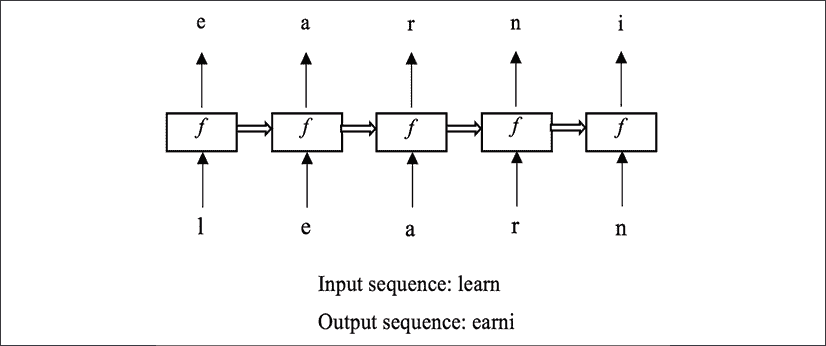 e a r n i
f f f f f
l e a r n
Input sequence: learn
Output sequence: earni